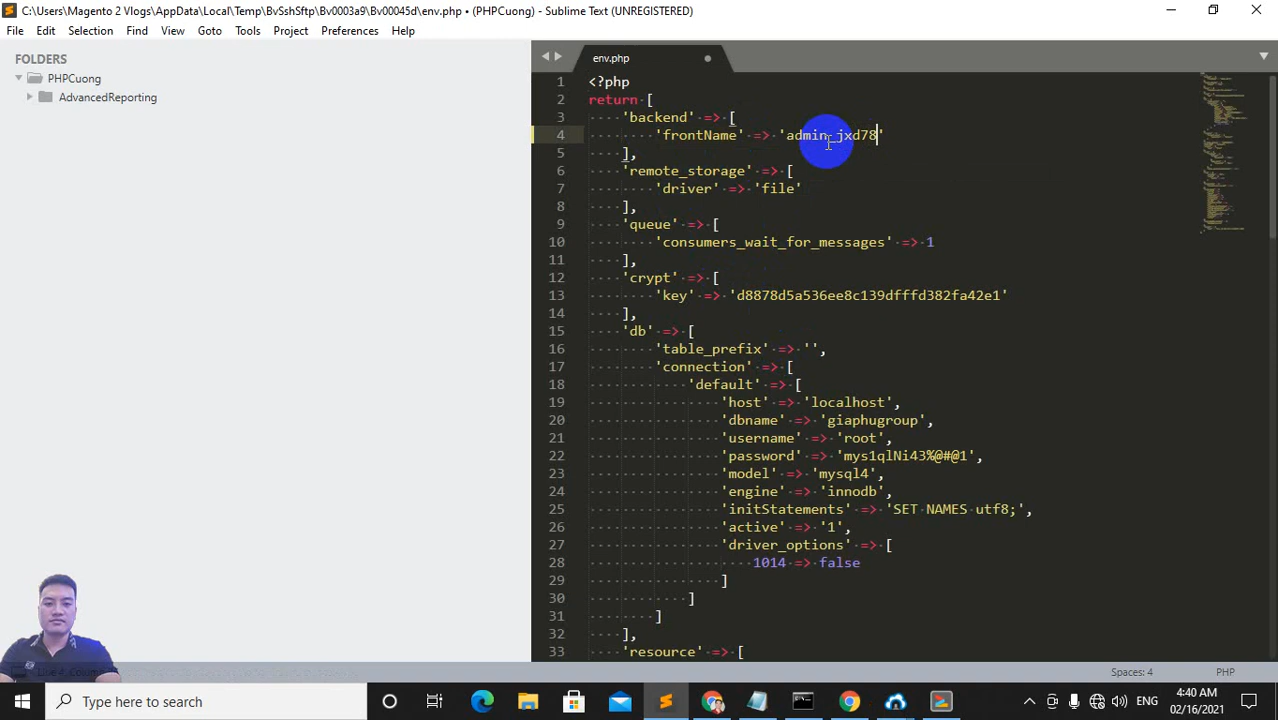 C:\Users\Magento 2 Vlogs\AppData\Local\Temp\BvSshSftp\Bv0003a9\Bv00045d\env.php • (PHPCuong) - Sublime Text (UNREGISTERED)
File Edit Selection Find View Goto Tools Project Preferences Help
FOLDERS
PHPCuong
AdvancedReporting
env.php
1 <?php
2 return [
3 'backend' => [
4 'frontName' => 'admin_jxd78'
5 ],
6 'remote_storage' => [
7 'driver' => 'file'
8 ],
9 'queue' => [
10 'consumers_wait_for_messages' => 1
11 ],
12 'crypt' => [
13 'key' => 'd8878d5a536ee8c139dfffd382fa42e1'
14 ],
15 'db' => [
16 'table_prefix' => '',
17 'connection' => [
18 'default' => [
19 'host' => 'localhost',
20 'dbname' => 'giaphugroup',
21 'username' => 'root',
22 'password' => 'mys1qlNi43%@#@1',
23 'model' => 'mysql4',
24 'engine' => 'innodb',
25 'initStatements' => 'SET NAMES utf8;',
26 'active' => '1',
27 'driver_options' => [
28 1014 => false
29 ]
30 ]
31 ]
32 ],
33 'resource' => [
Spaces: 4 PHP
Type here to search
ENG
4:40 AM
02/16/2021